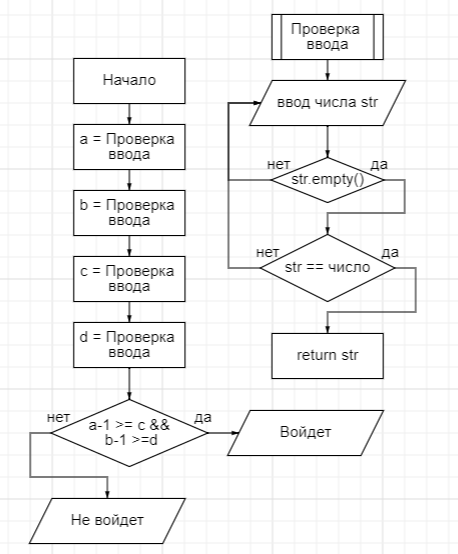 Начало
a = Проверка
ввода
b = Проверка
ввода
c = Проверка
ввода
d = Проверка
ввода
нет
да
a-1 >= c &&
b-1 >=d
Войдет
Не войдет
Проверка
ввода
ввод числа str
нет
да
str.empty()
нет
да
str == число
return str